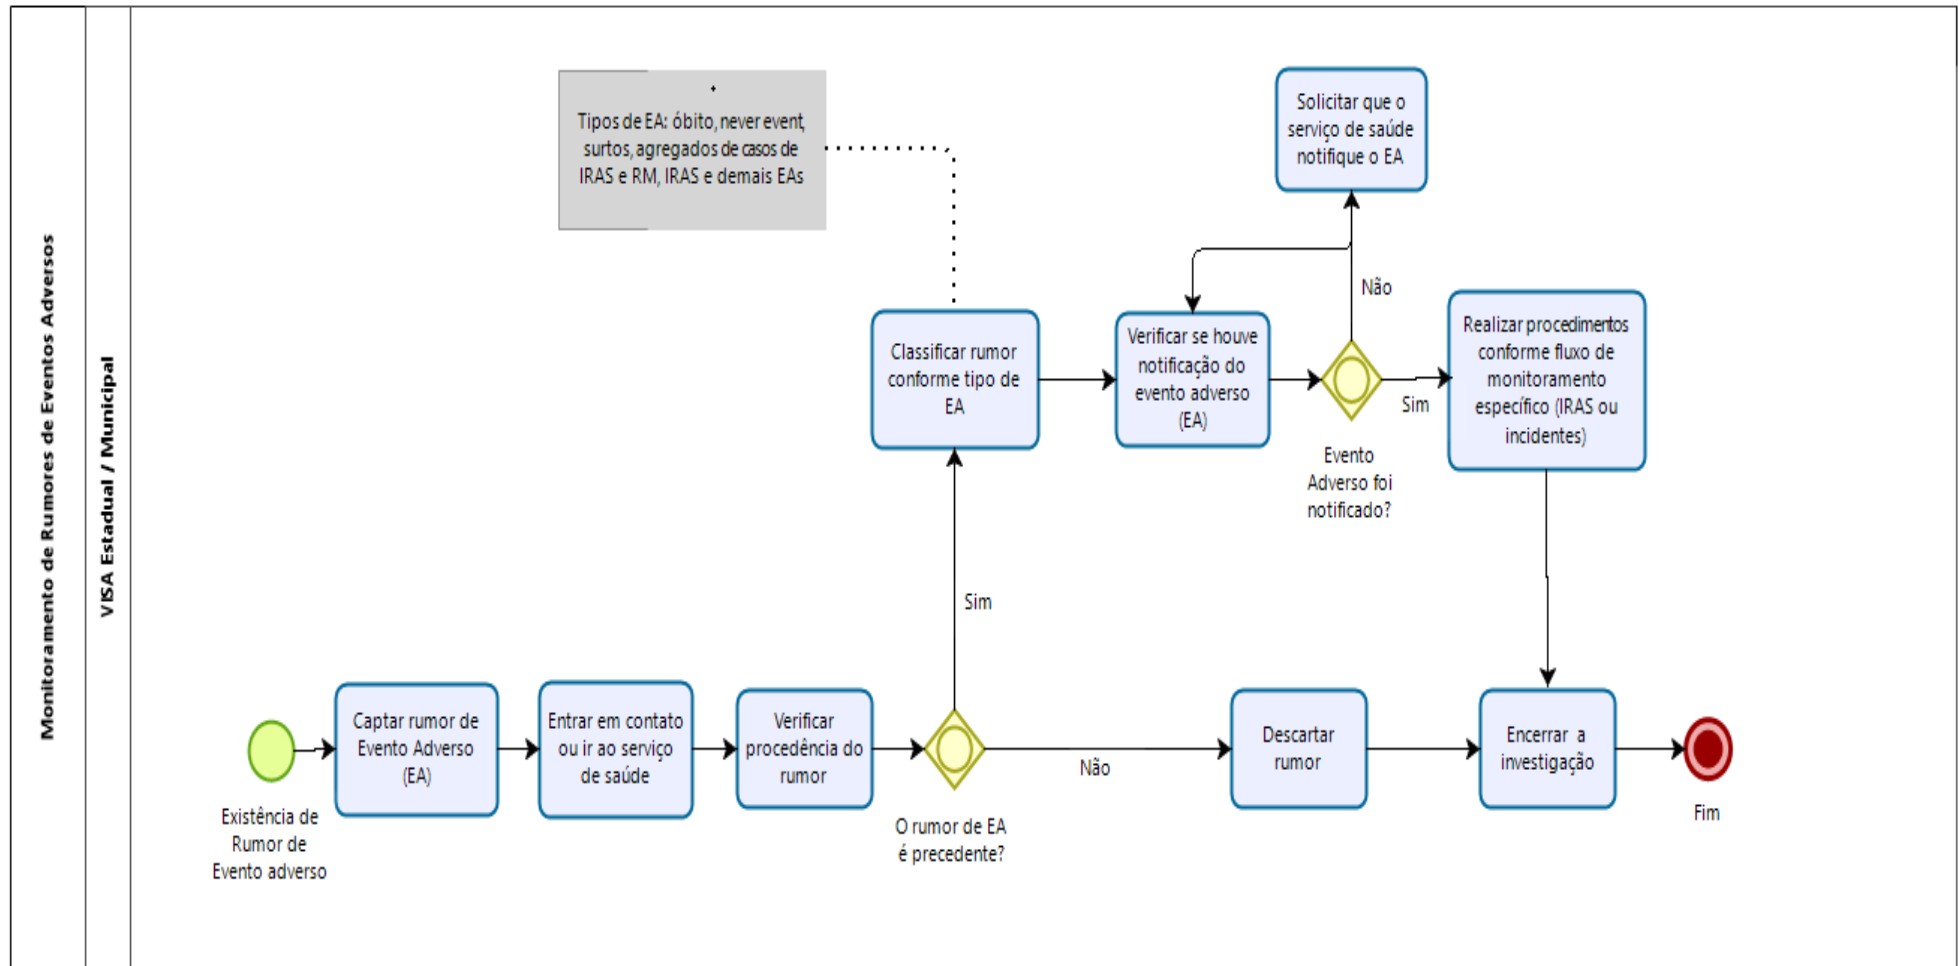 Monitoramento de Rumores de Eventos Adversos
VISA Estadual / Municipal
Tipos de EA: óbito, never event,
surtos, agregados de casos de
IRAS e RM, IRAS e demais EAs
Solicitar que o
serviço de saúde
notifique o EA
Não
Classificar rumor
conforme tipo de
EA
Verificar se houve
notificação do
evento adverso
(EA)
Sim
Evento
Adverso foi
notificado?
Realizar procedimentos
conforme fluxo de
monitoramento
específico (IRAS ou
incidentes)
Sim
Existência de
Rumor de
Evento adverso
Captar rumor de
Evento Adverso
(EA)
Entrar em contato
ou ir ao serviço
de saúde
Verificar
procedência do
rumor
O rumor de EA
é precedente?
Não
Descartar
rumor
Encerrar a
investigação
Fim